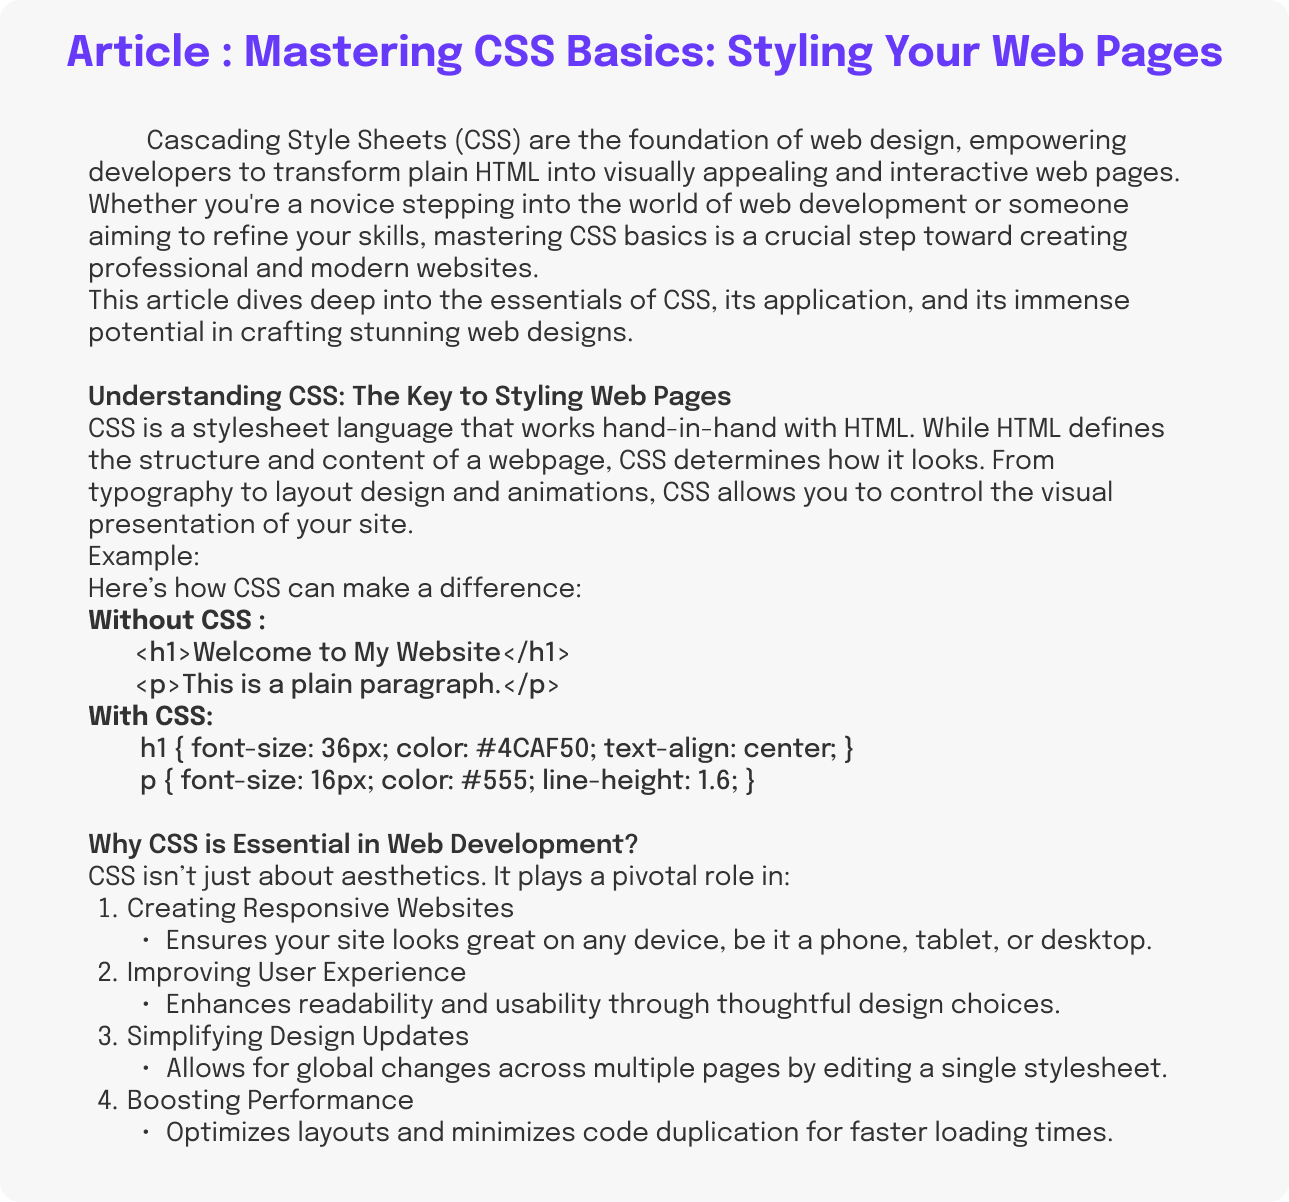 Article : Mastering CSS Basics: Styling Your Web Pages
Cascading Style Sheets (CSS) are the foundation of web design, empowering
developers to transform plain HTML into visually appealing and interactive web pages.
Whether you're a novice stepping into the world of web development or someone
aiming to refine your skills, mastering CSS basics is a crucial step toward creating
professional and modern websites.
This article dives deep into the essentials of CSS, its application, and its immense
potential in crafting stunning web designs.
Understanding CSS: The Key to Styling Web Pages
CSS is a stylesheet language that works hand-in-hand with HTML. While HTML defines
the structure and content of a webpage, CSS determines how it looks. From
typography to layout design and animations, CSS allows you to control the visual
presentation of your site.
Example:
Here’s how CSS can make a difference:
Without CSS :
<h1>Welcome to My Website</h1>
<p>This is a plain paragraph.</p>
With CSS:
h1 { font-size: 36px; color: #4CAF50; text-align: center; }
p { font-size: 16px; color: #555; line-height: 1.6; }
Why CSS is Essential in Web Development?
CSS isn’t just about aesthetics. It plays a pivotal role in:
1. Creating Responsive Websites
• Ensures your site looks great on any device, be it a phone, tablet, or desktop.
2. Improving User Experience
• Enhances readability and usability through thoughtful design choices.
3. Simplifying Design Updates
• Allows for global changes across multiple pages by editing a single stylesheet.
4. Boosting Performance
• Optimizes layouts and minimizes code duplication for faster loading times.